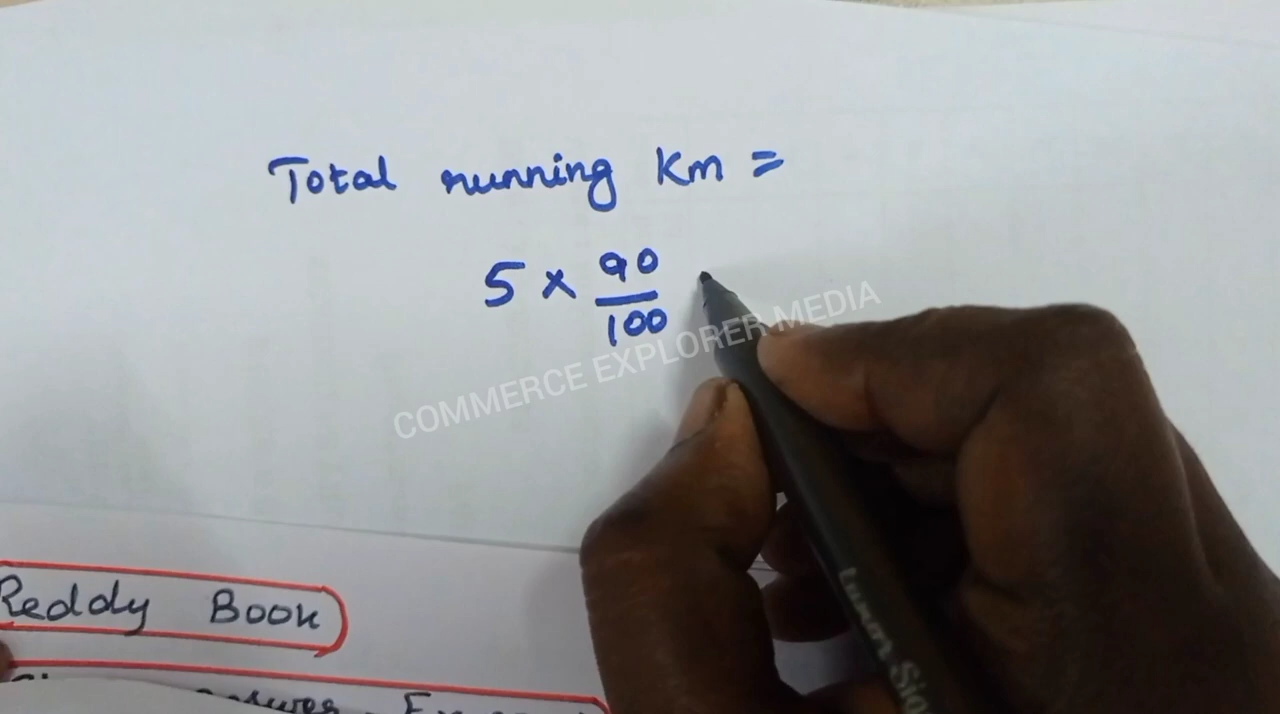 Total running Km =
5 × 90/100
COMMERCE EXPLORER MEDIA
Reddy Book